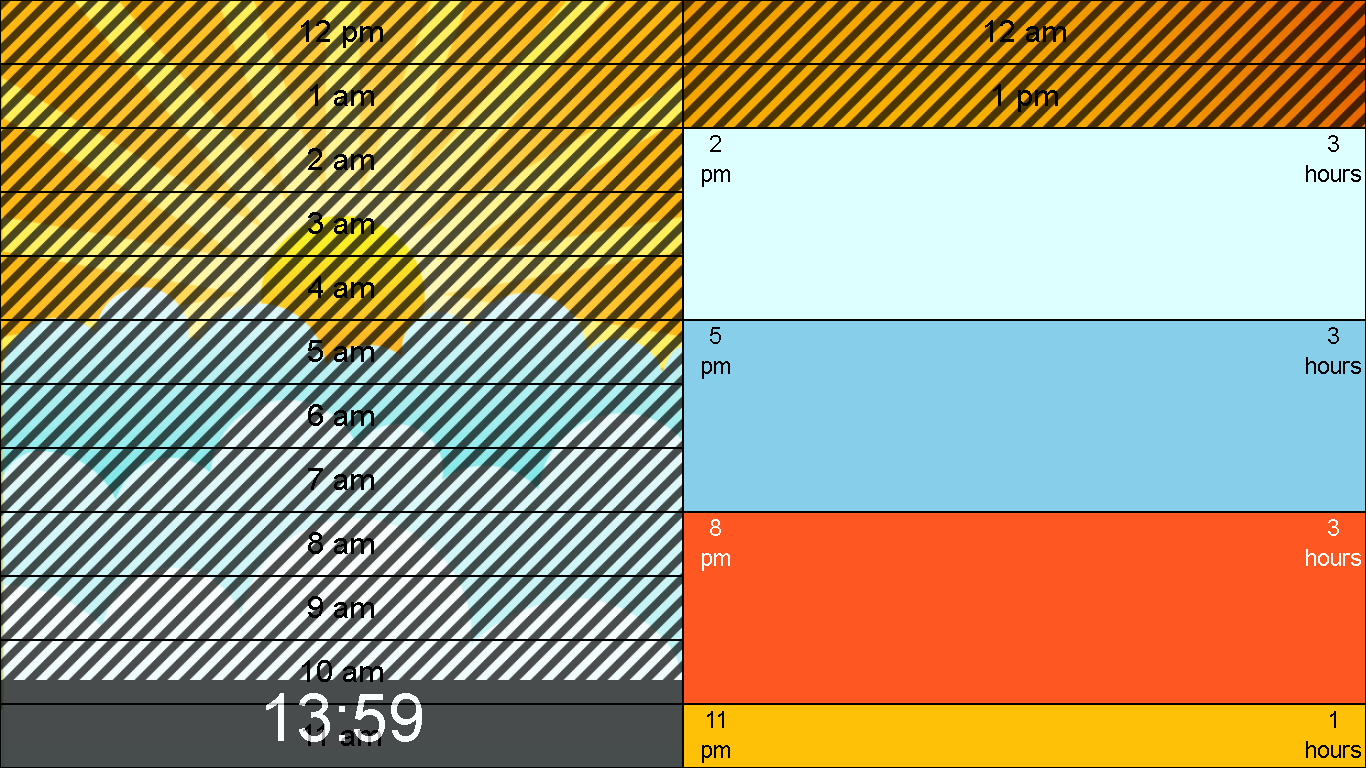 12 pm
1 am
2 am
3 am
4 am
5 am
6 am
7 am
8 am
9 am
10 am
13:59
11 am
12 am
1 pm
2 pm
3 hours
5 pm
3 hours
8 pm
3 hours
11 pm
1 hours